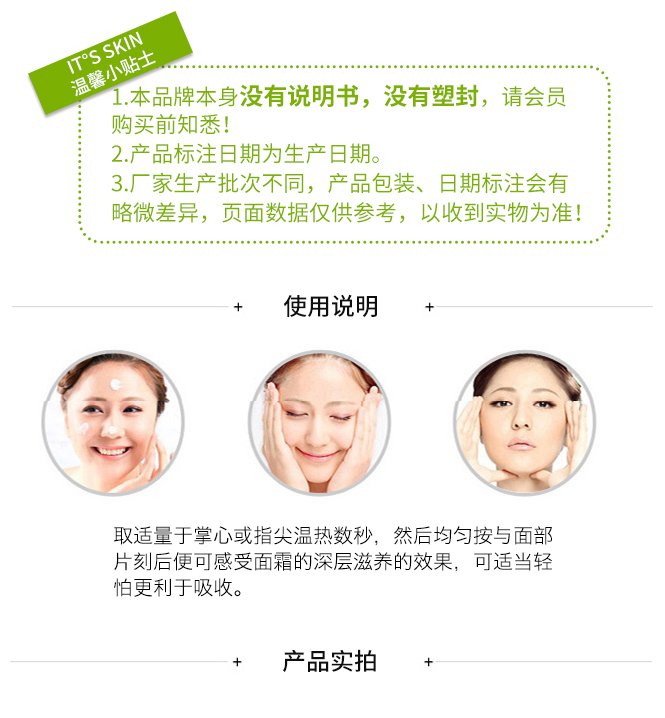 IT°S SKIN
温馨小贴士
1.本品牌本身没有说明书，没有塑封，请会员
购买前知悉！
2.产品标注日期为生产日期。
3.厂家生产批次不同，产品包装、日期标注会有
略微差异，页面数据仅供参考，以收到实物为准！
使用说明
取适量于掌心或指尖温热数秒，然后均匀按与面部
片刻后便可感受面霜的深层滋养的效果，可适当轻
怕更利于吸收。
产品实拍